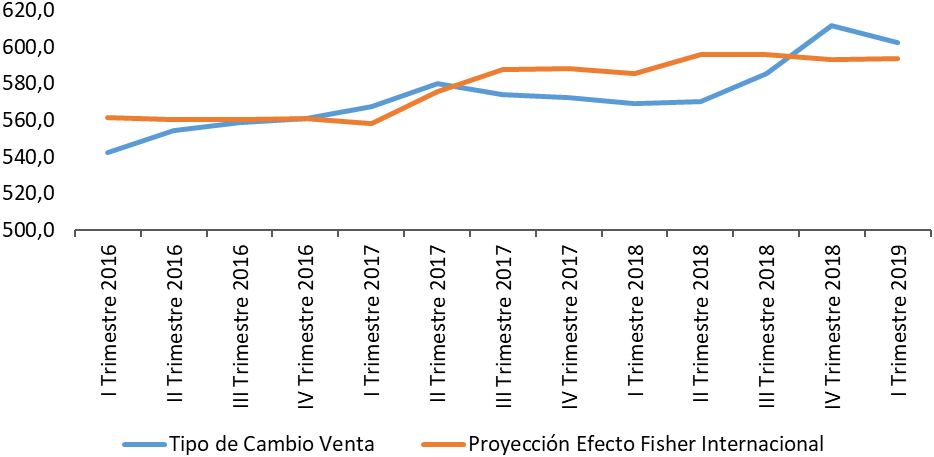 620,0
600,0
580,0
560,0
540,0
520,0
500,0
I Trimestre 2016
II Trimestre 2016
III Trimestre 2016
IV Trimestre 2016
I Trimestre 2017
II Trimestre 2017
III Trimestre 2017
IV Trimestre 2017
I Trimestre 2018
II Trimestre 2018
III Trimestre 2018
IV Trimestre 2018
I Trimestre 2019
Tipo de Cambio Venta
Proyección Efecto Fisher Internacional